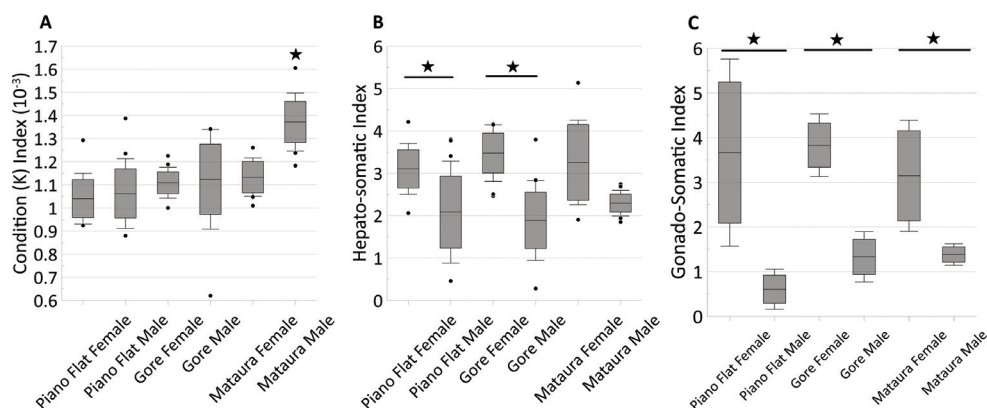 A
Condition (K) Index (10⁻³)
1.7
1.6
1.5
1.4
1.3
1.2
1.1
1
0.9
0.8
0.7
0.6
Piano Flat Female
Piano Flat Male
Gore Female
Gore Male
Mataura Female
Mataura Male
B
Hepato-somatic Index
6
5
4
3
2
1
0
Piano Flat Female
Piano Flat Male
Gore Female
Gore Male
Mataura Female
Mataura Male
C
Gonado-Somatic Index
6
5
4
3
2
1
0
Piano Flat Female
Piano Flat Male
Gore Female
Gore Male
Mataura Female
Mataura Male